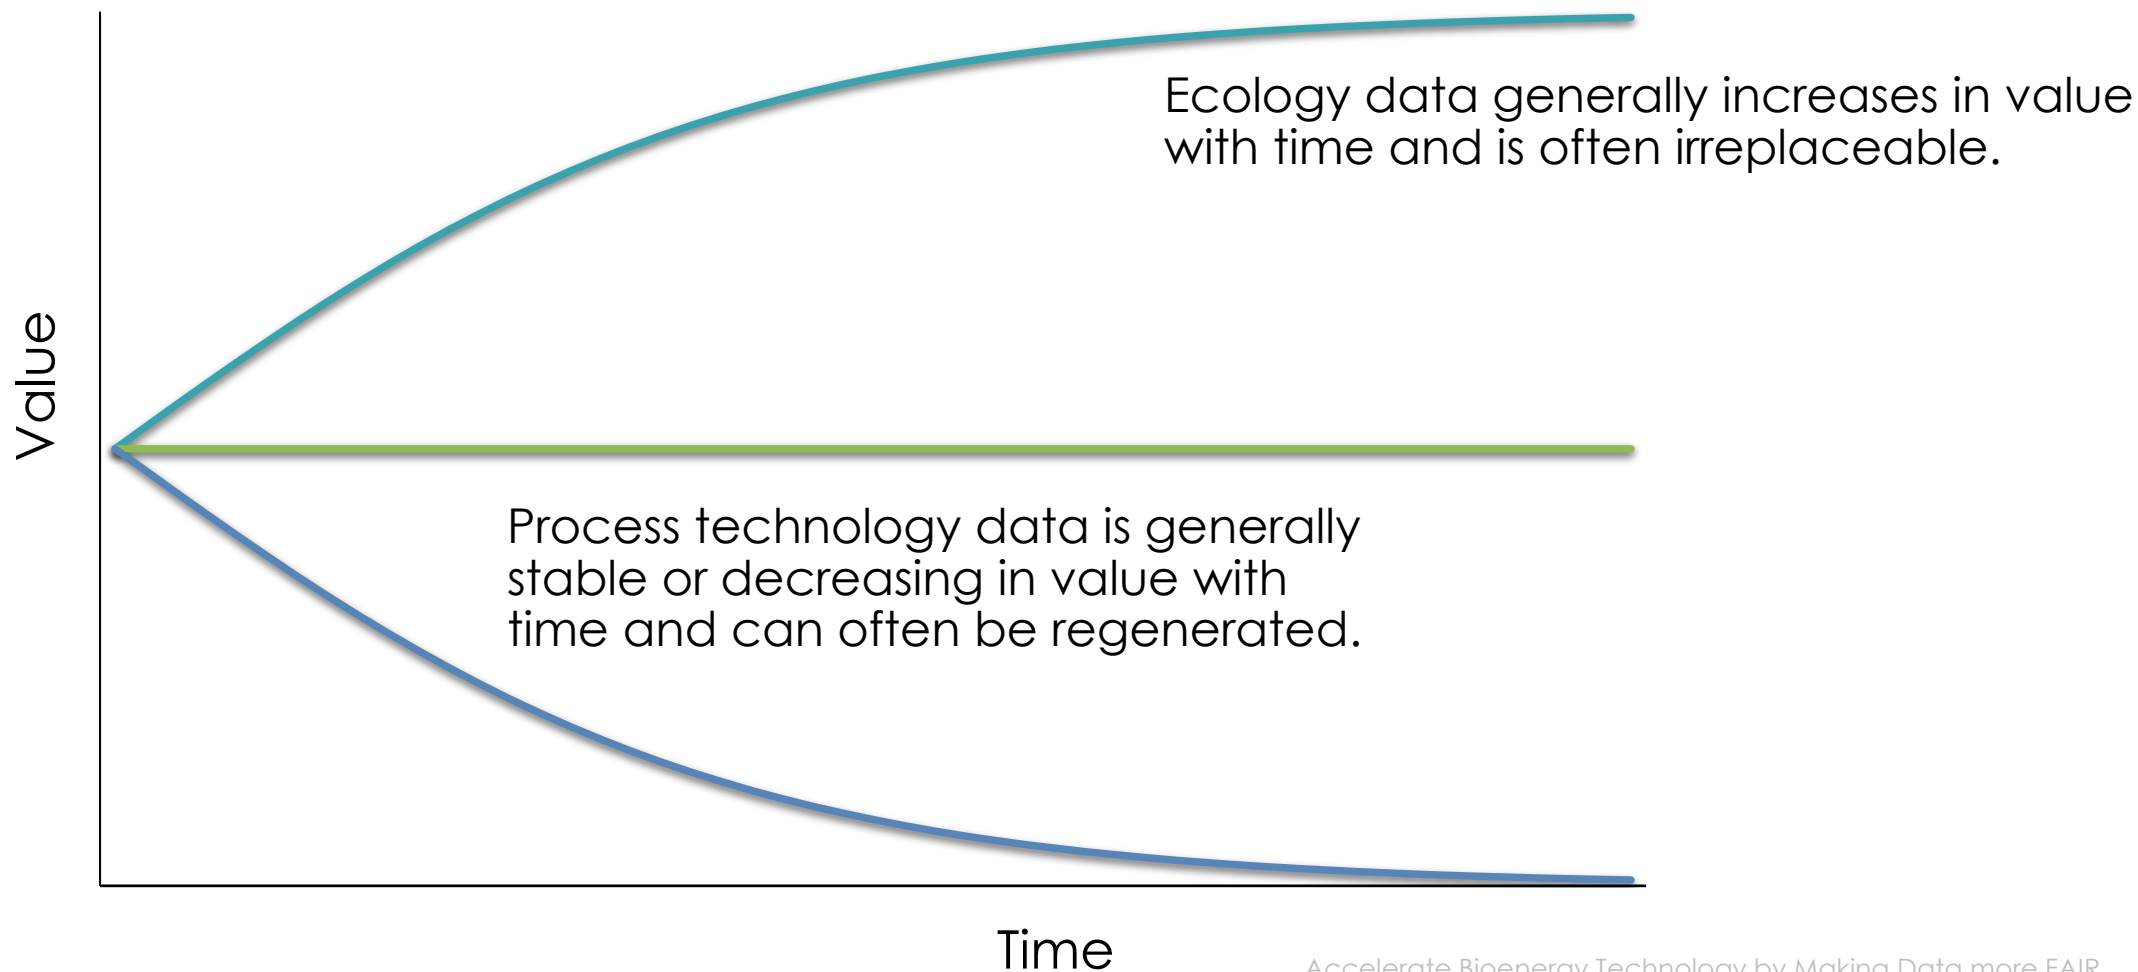 Ecology data generally increases in value
with time and is often irreplaceable.
Value
Process technology data is generally
stable or decreasing in value with
time and can often be regenerated.
Time
Accelerate Bioenergy Technology by Making Data more FAIR